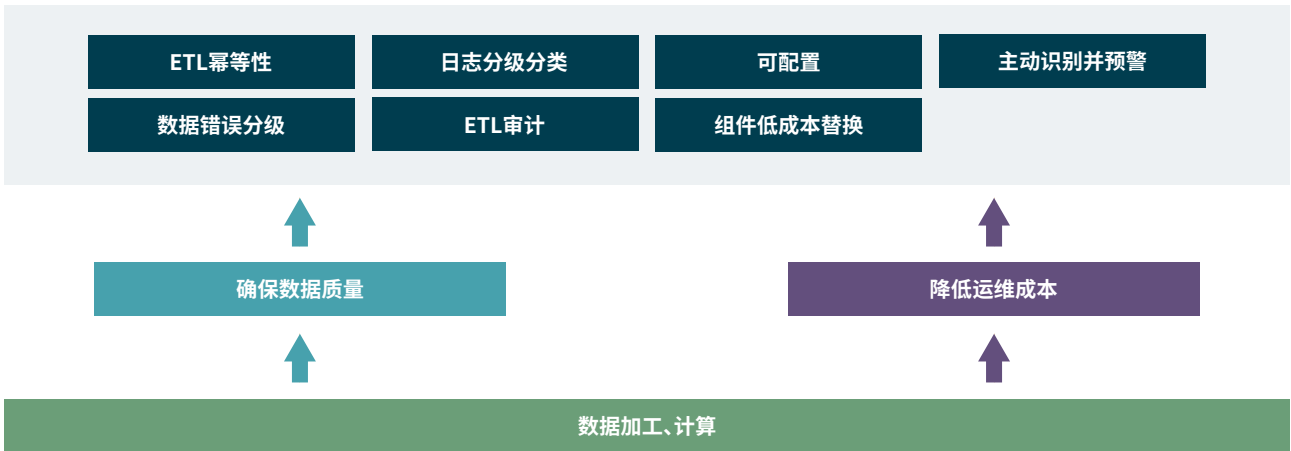 ETL幂等性
日志分级分类
可配置
主动识别并预警
数据错误分级
ETL审计
组件低成本替换
确保数据质量
降低运维成本
数据加工、计算